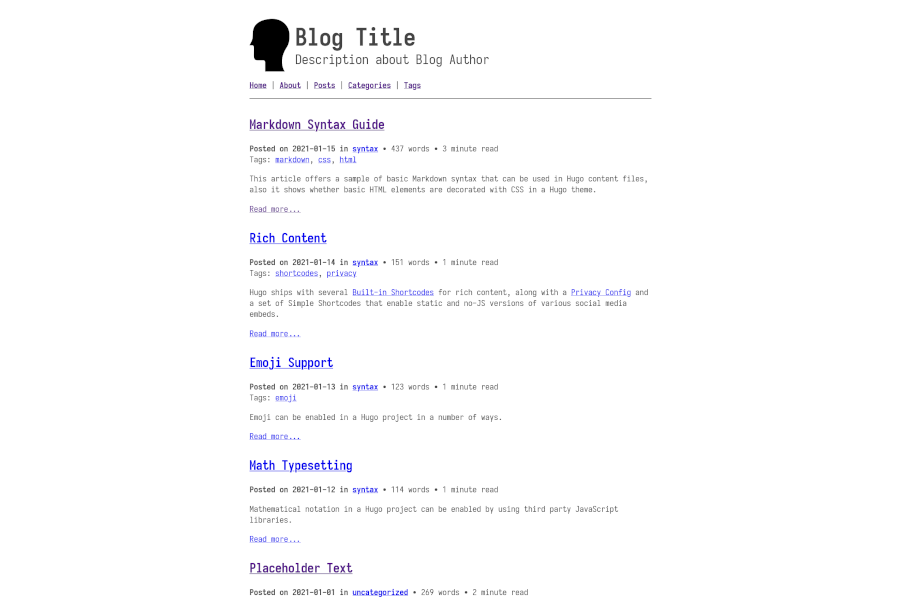 Blog Title
Description about Blog Author
Home | About | Posts | Categories | Tags
Markdown Syntax Guide
Posted on 2021-01-15 in syntax • 437 words • 3 minute read
Tags: markdown, css, html
This article offers a sample of basic Markdown syntax that can be used in Hugo content files,
also it shows whether basic HTML elements are decorated with CSS in a Hugo theme.
Read more...
Rich Content
Posted on 2021-01-14 in syntax • 151 words • 1 minute read
Tags: shortcodes, privacy
Hugo ships with several Built-in Shortcodes for rich content, along with a Privacy Config and
a set of Simple Shortcodes that enable static and no-JS versions of various social media
embeds.
Read more...
Emoji Support
Posted on 2021-01-13 in syntax • 123 words • 1 minute read
Tags: emoji
Emoji can be enabled in a Hugo project in a number of ways.
Read more...
Math Typesetting
Posted on 2021-01-12 in syntax • 114 words • 1 minute read
Mathematical notation in a Hugo project can be enabled by using third party JavaScript
libraries.
Read more...
Placeholder Text
Posted on 2021-01-01 in uncategorized • 269 words • 2 minute read